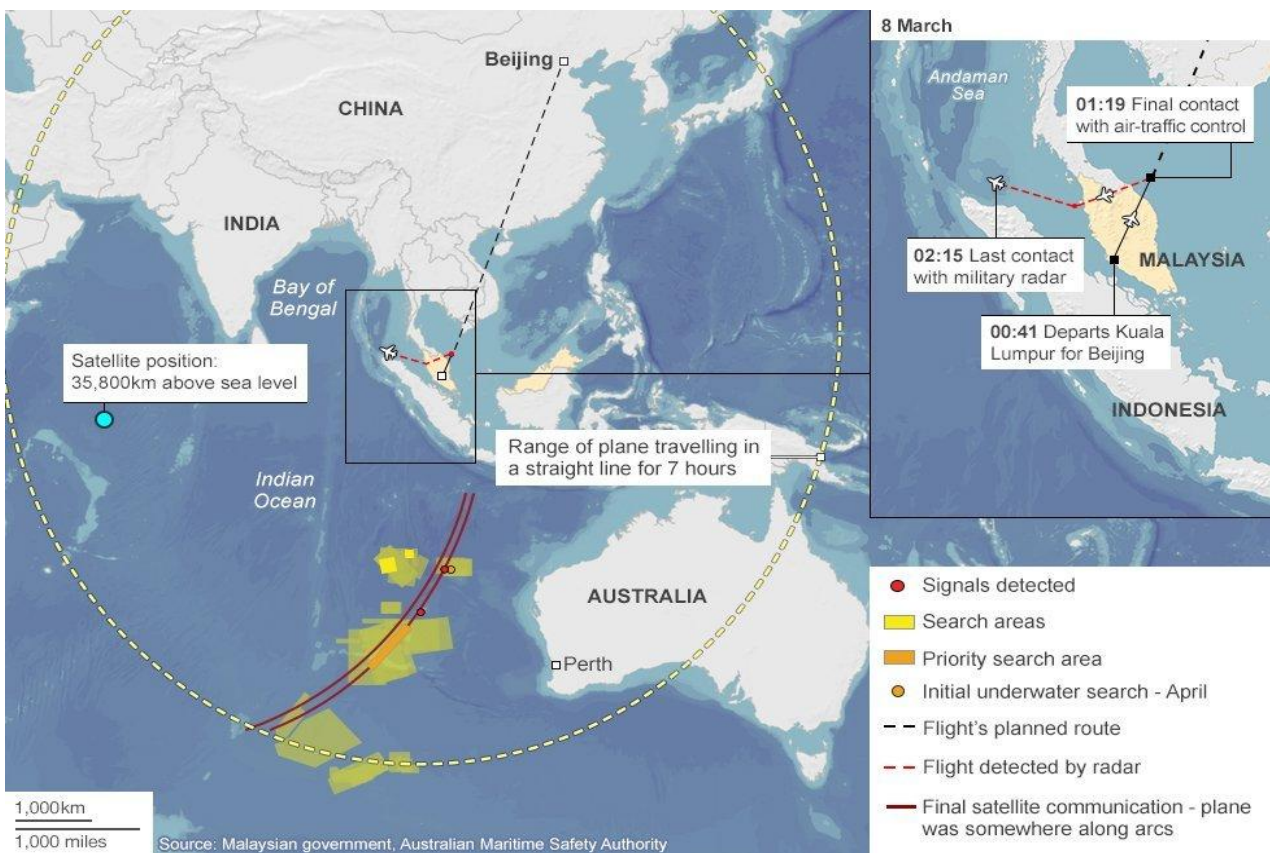 Beijing
CHINA
INDIA
Bay of
Bengal
Satellite position:
35,800km above sea level
Range of plane travelling in
a straight line for 7 hours
Indian
Ocean
AUSTRALIA
Perth
1,000km
1,000 miles
Source: Malaysian government, Australian Maritime Safety Authority
8 March
Andaman
Sea
01:19 Final contact
with air-traffic control
02:15 Last contact
with military radar
MALAYSIA
00:41 Departs Kuala
Lumpur for Beijing
INDONESIA
Signals detected
Search areas
Priority search area
Initial underwater search - April
Flight's planned route
Flight detected by radar
Final satellite communication - plane
was somewhere along arcs